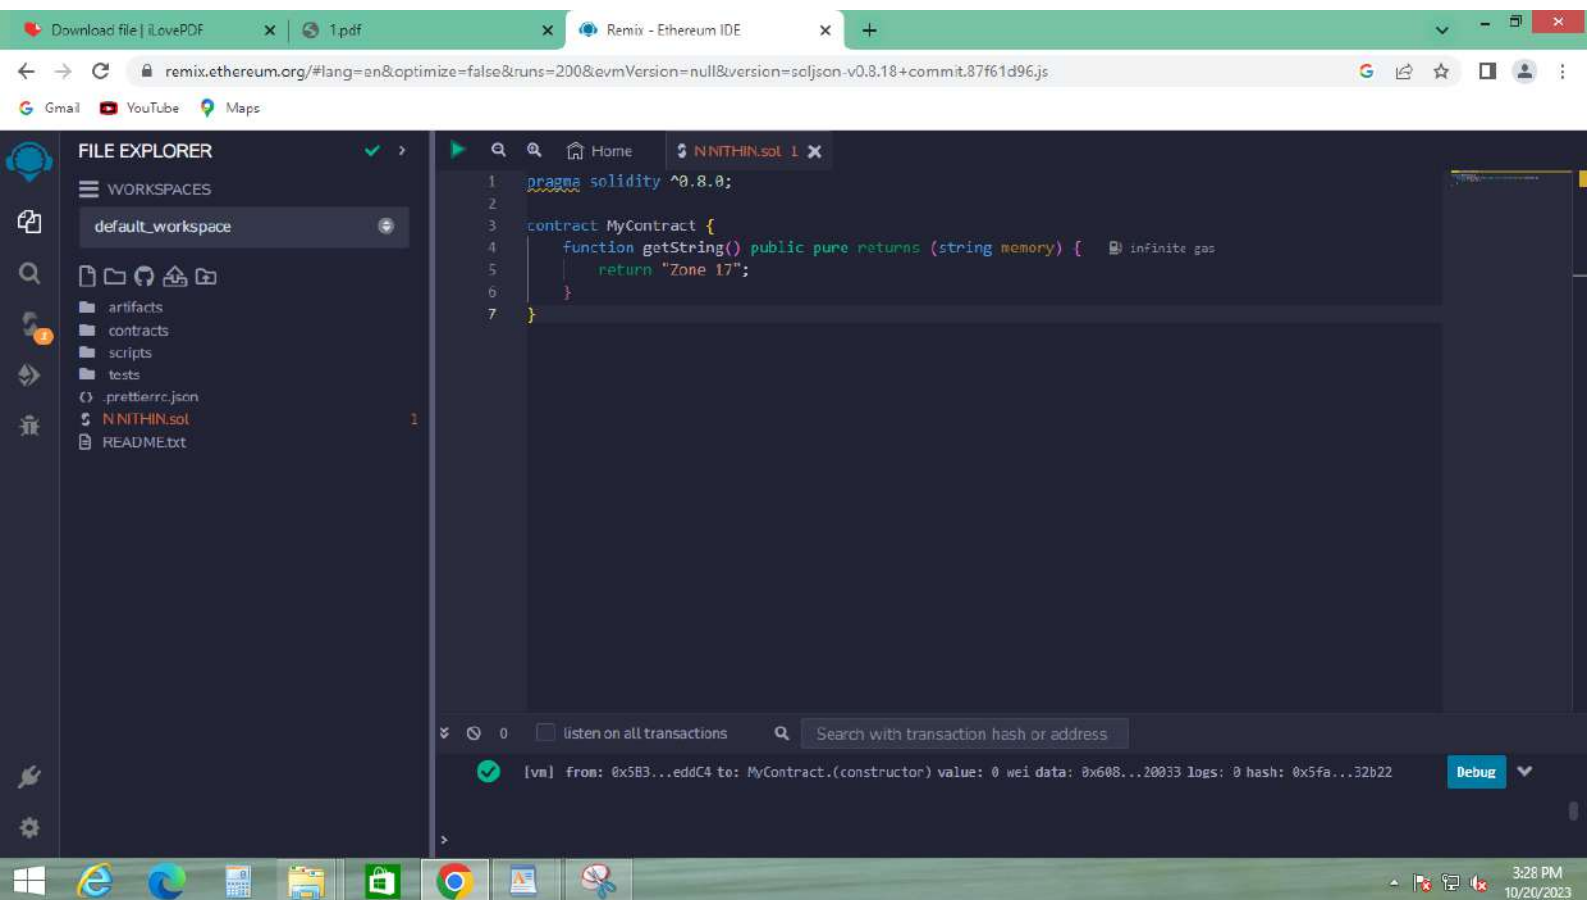 Download file | iLovePDF
1.pdf
Remix - Ethereum IDE
remix.ethereum.org/#lang=en&optimize=false&runs=200&evmVersion=null&version=soljson-v0.8.18+commit.87f61d96.js
Gmail YouTube Maps
FILE EXPLORER
WORKSPACES
default_workspace
artifacts
contracts
scripts
tests
.prettierrc.json
N NITHIN.sol 1
README.txt
Home N NITHIN.sol 1
1 pragma solidity ^0.8.0;
2
3 contract MyContract {
4 function getString() public pure returns (string memory) { infinite gas
5 return "Zone 17";
6 }
7 }
0 listen on all transactions Search with transaction hash or address
[vm] from: 0x5B3...eddC4 to: MyContract.(constructor) value: 0 wei data: 0x608...20033 logs: 0 hash: 0x5fa...32b22 Debug
>
3:28 PM
10/20/2023